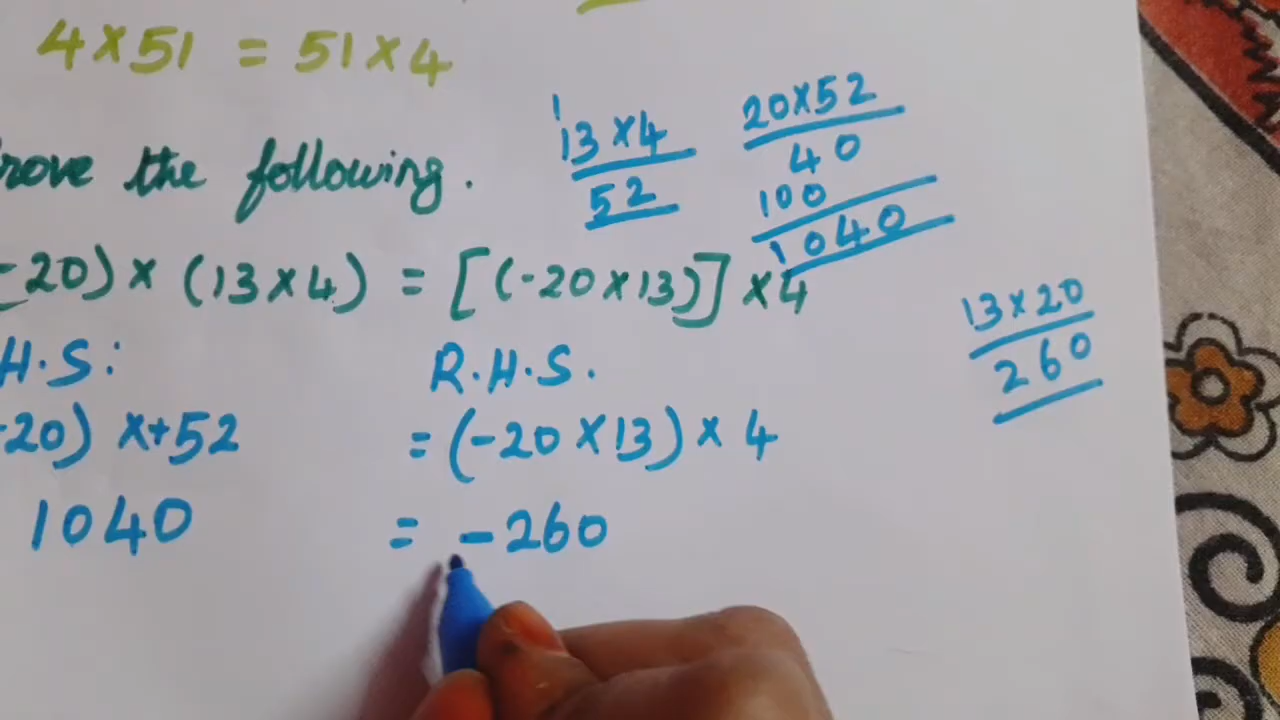 4×51 = 51×4
rove the following.
13×4
1
52
20×52
40
100
1040
-20)×(13×4) = [(-20×13)]×4
13×20
260
H.S:
R.H.S.
-20) ×+52
=(-20×13)×4
1040
= -260